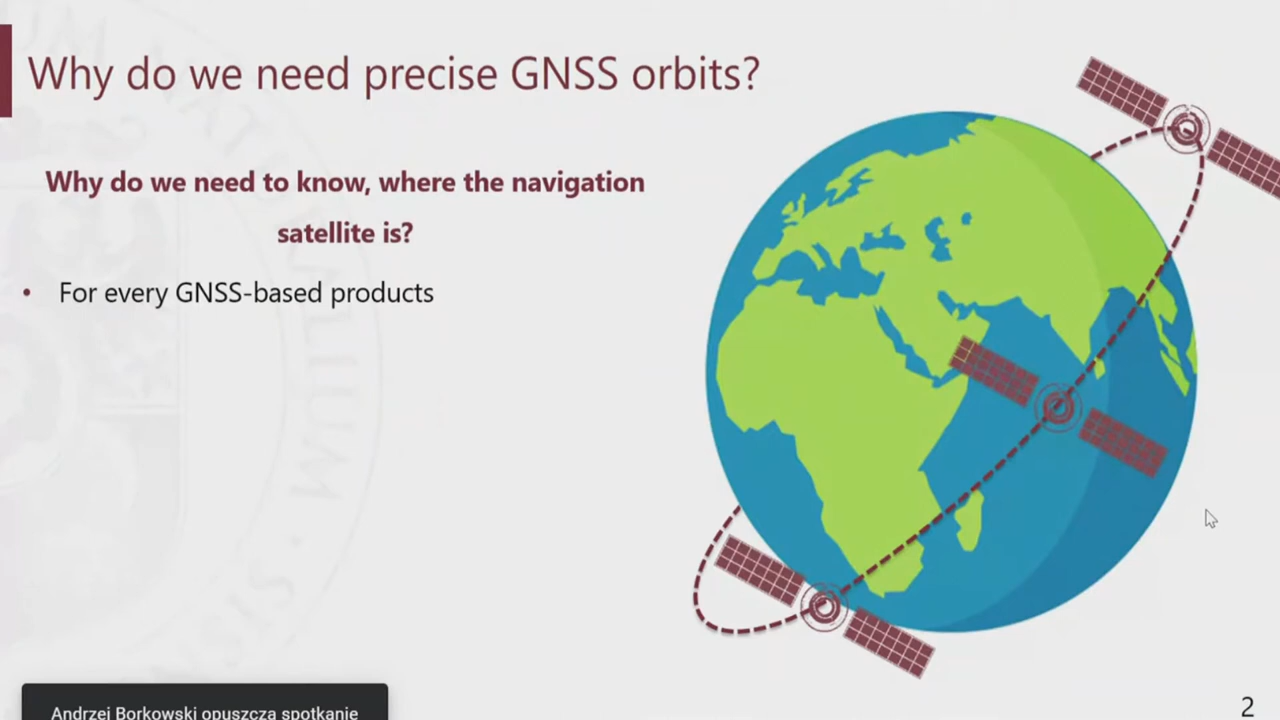 Why do we need precise GNSS orbits?
Why do we need to know, where the navigation
satellite is?
• For every GNSS-based products
Andrzej Borkowski opuszcza spotkanie
2